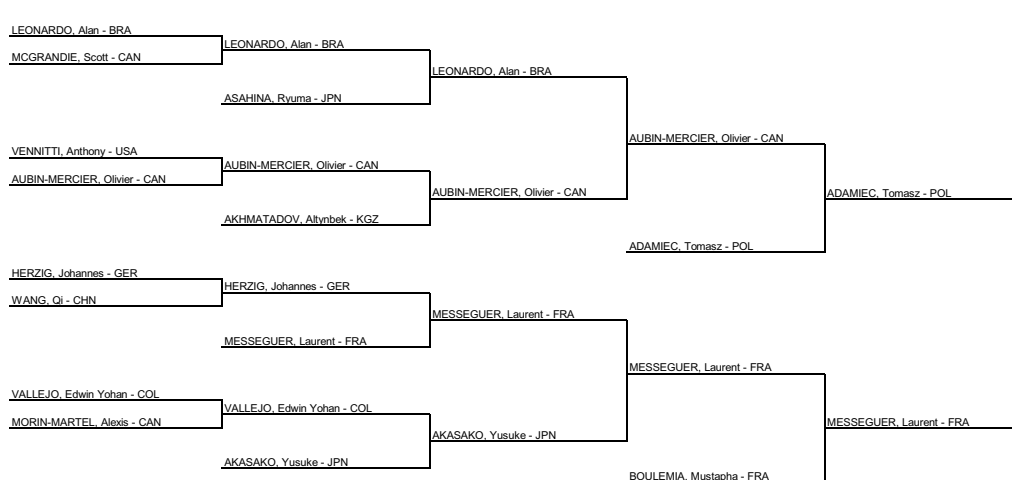 LEONARDO, Alan - BRA
MCGRANDIE, Scott - CAN
LEONARDO, Alan - BRA
ASAHINA, Ryuma - JPN
LEONARDO, Alan - BRA
VENNITTI, Anthony - USA
AUBIN-MERCIER, Olivier - CAN
AUBIN-MERCIER, Olivier - CAN
AKHMATADOV, Altynbek - KGZ
AUBIN-MERCIER, Olivier - CAN
AUBIN-MERCIER, Olivier - CAN
ADAMIEC, Tomasz - POL
ADAMIEC, Tomasz - POL
HERZIG, Johannes - GER
WANG, Qi - CHN
HERZIG, Johannes - GER
MESSEGUER, Laurent - FRA
MESSEGUER, Laurent - FRA
VALLEJO, Edwin Yohan - COL
MORIN-MARTEL, Alexis - CAN
VALLEJO, Edwin Yohan - COL
AKASAKO, Yusuke - JPN
AKASAKO, Yusuke - JPN
MESSEGUER, Laurent - FRA
BOULEMIA, Mustapha - FRA
MESSEGUER, Laurent - FRA